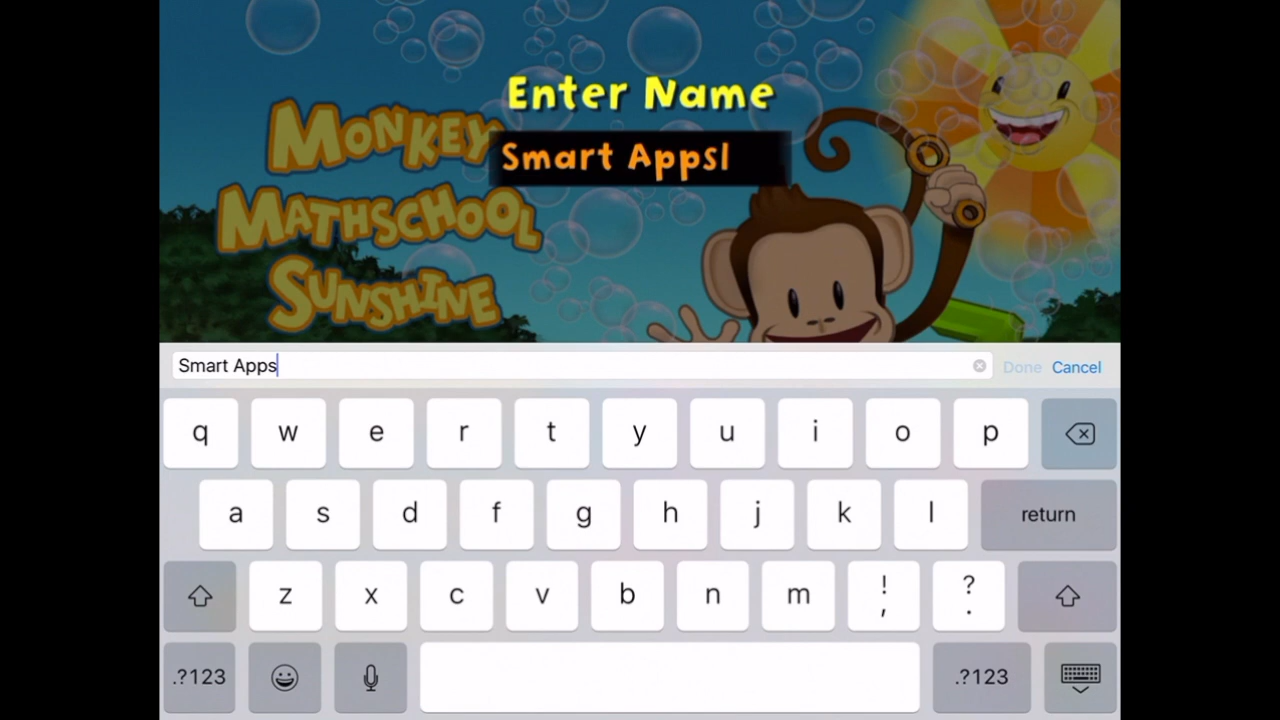 Enter Name
Smart Apps|
MONKEY
MATHSCHOOL
SUNSHINE
Smart Apps
Done Cancel
q w e r t y u i o p
a s d f g h j k l return
z x c v b n m ! , ? .
.?123 .?123